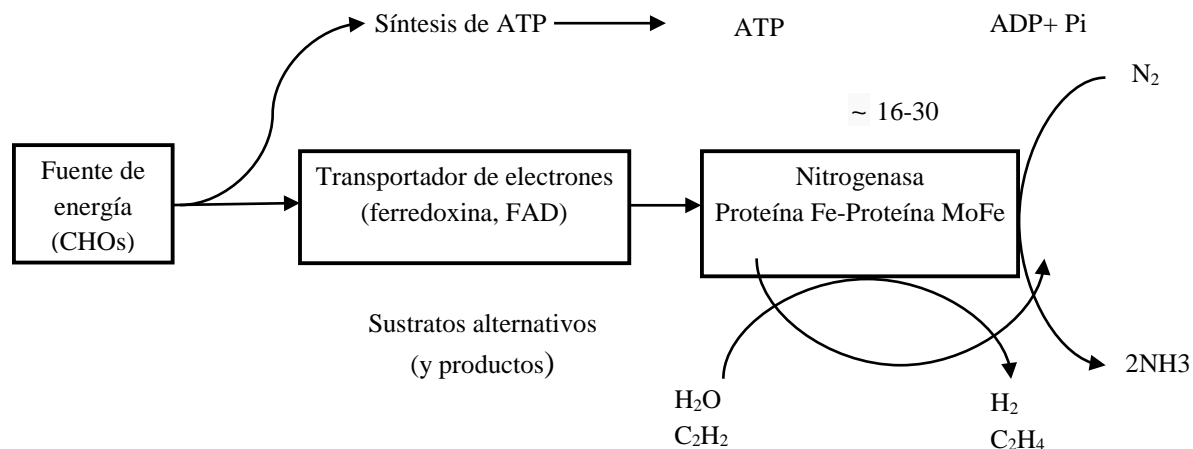 Síntesis de ATP
ATP
ADP+ Pi
N₂
~ 16-30
Fuente de
energía
(CHOs)
Transportador de electrones
(ferredoxina, FAD)
Nitrogenasa
Proteína Fe-Proteína MoFe
Sustratos alternativos
(y productos)
2NH3
H₂O
C₂H₂
H₂
C₂H₄